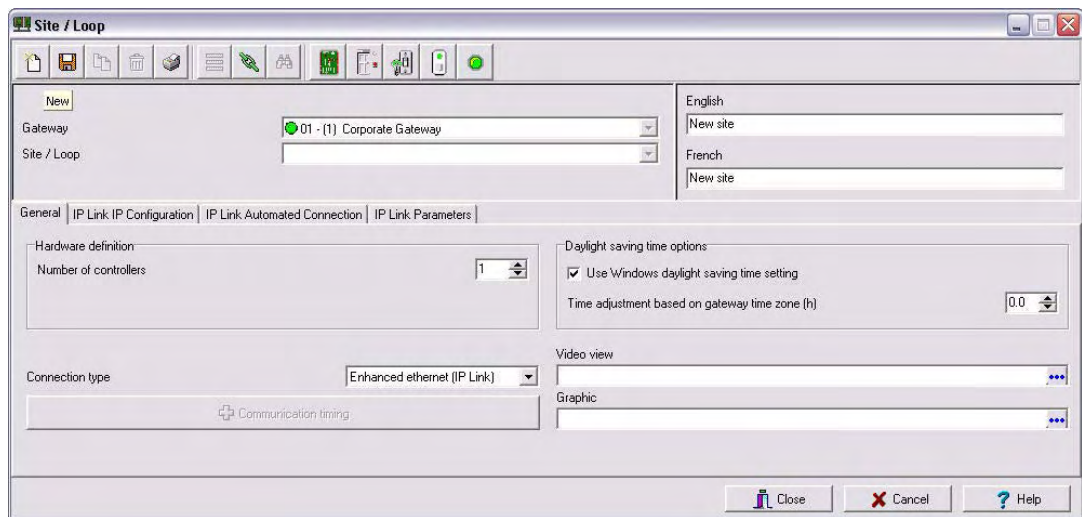 Site / Loop
New
Gateway
01 - (1) Corporate Gateway
Site / Loop
English
New site
French
New site
General
IP Link IP Configuration
IP Link Automated Connection
IP Link Parameters
Hardware definition
Number of controllers
1
Daylight saving time options
Use Windows daylight saving time setting
Time adjustment based on gateway time zone (h)
0.0
Connection type
Enhanced ethernet (IP Link)
Communication timing
Video view
Graphic
Close
Cancel
Help